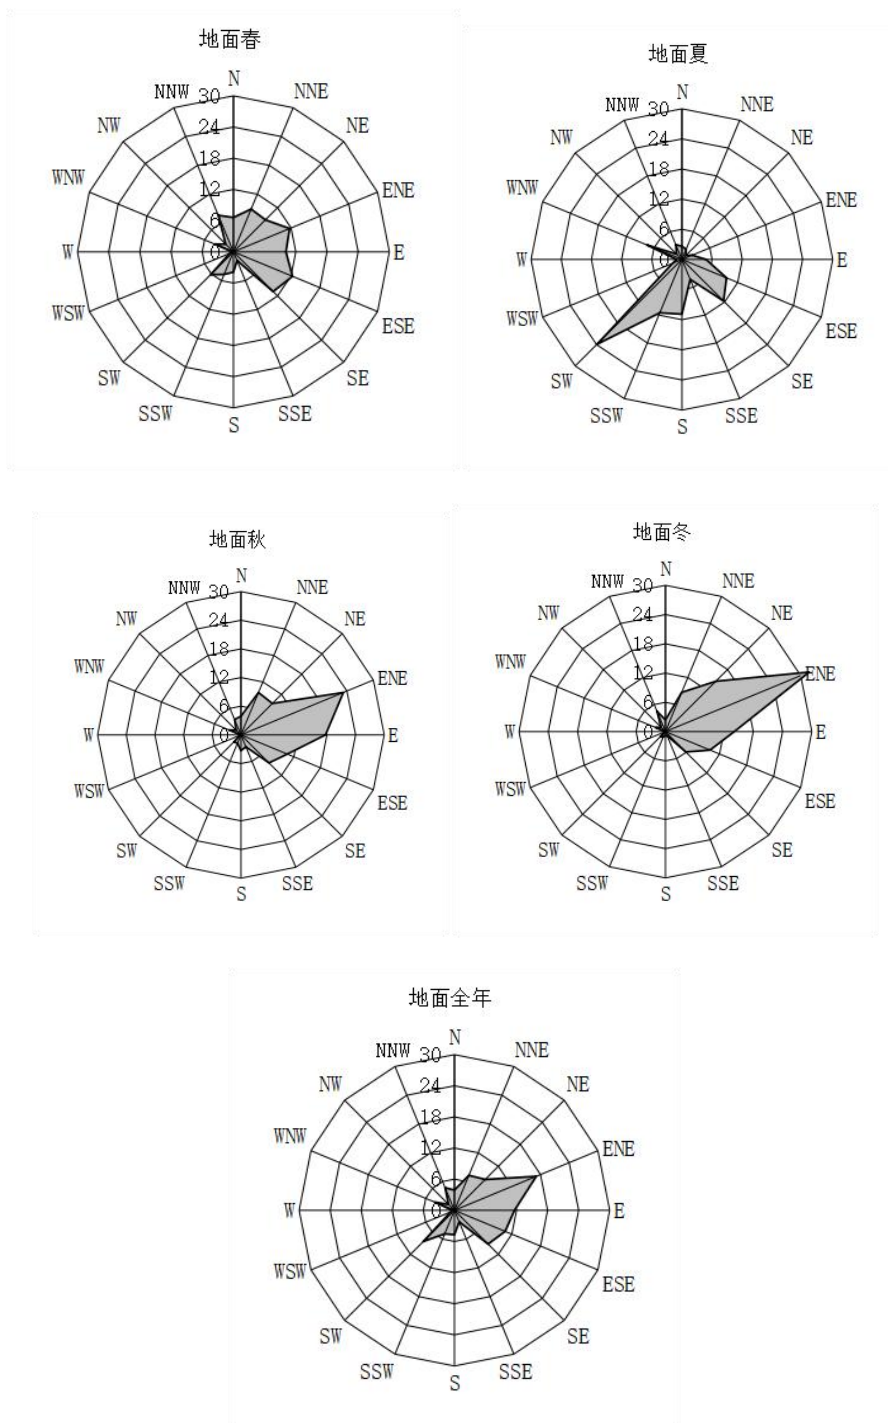 地面春
N
NNW 30 NNE
NW 24 NE
18
WNW 12 ENE
6
W 0 E
WSW ESE
SW SE
SSW SSE
S
地面夏
N
NNW 30 NNE
NW 24 NE
18
WNW 12 ENE
6
W 0 E
WSW ESE
SW SE
SSW SSE
S
地面秋
N
NNW 30 NNE
NW 24 NE
18
WNW 12 ENE
6
W 0 E
WSW ESE
SW SE
SSW SSE
S
地面冬
N
NNW 30 NNE
NW 24 NE
18
WNW 12 ENE
6
W 0 E
WSW ESE
SW SE
SSW SSE
S
地面全年
N
NNW 30 NNE
NW 24 NE
18
WNW 12 ENE
6
W 0 E
WSW ESE
SW SE
SSW SSE
S